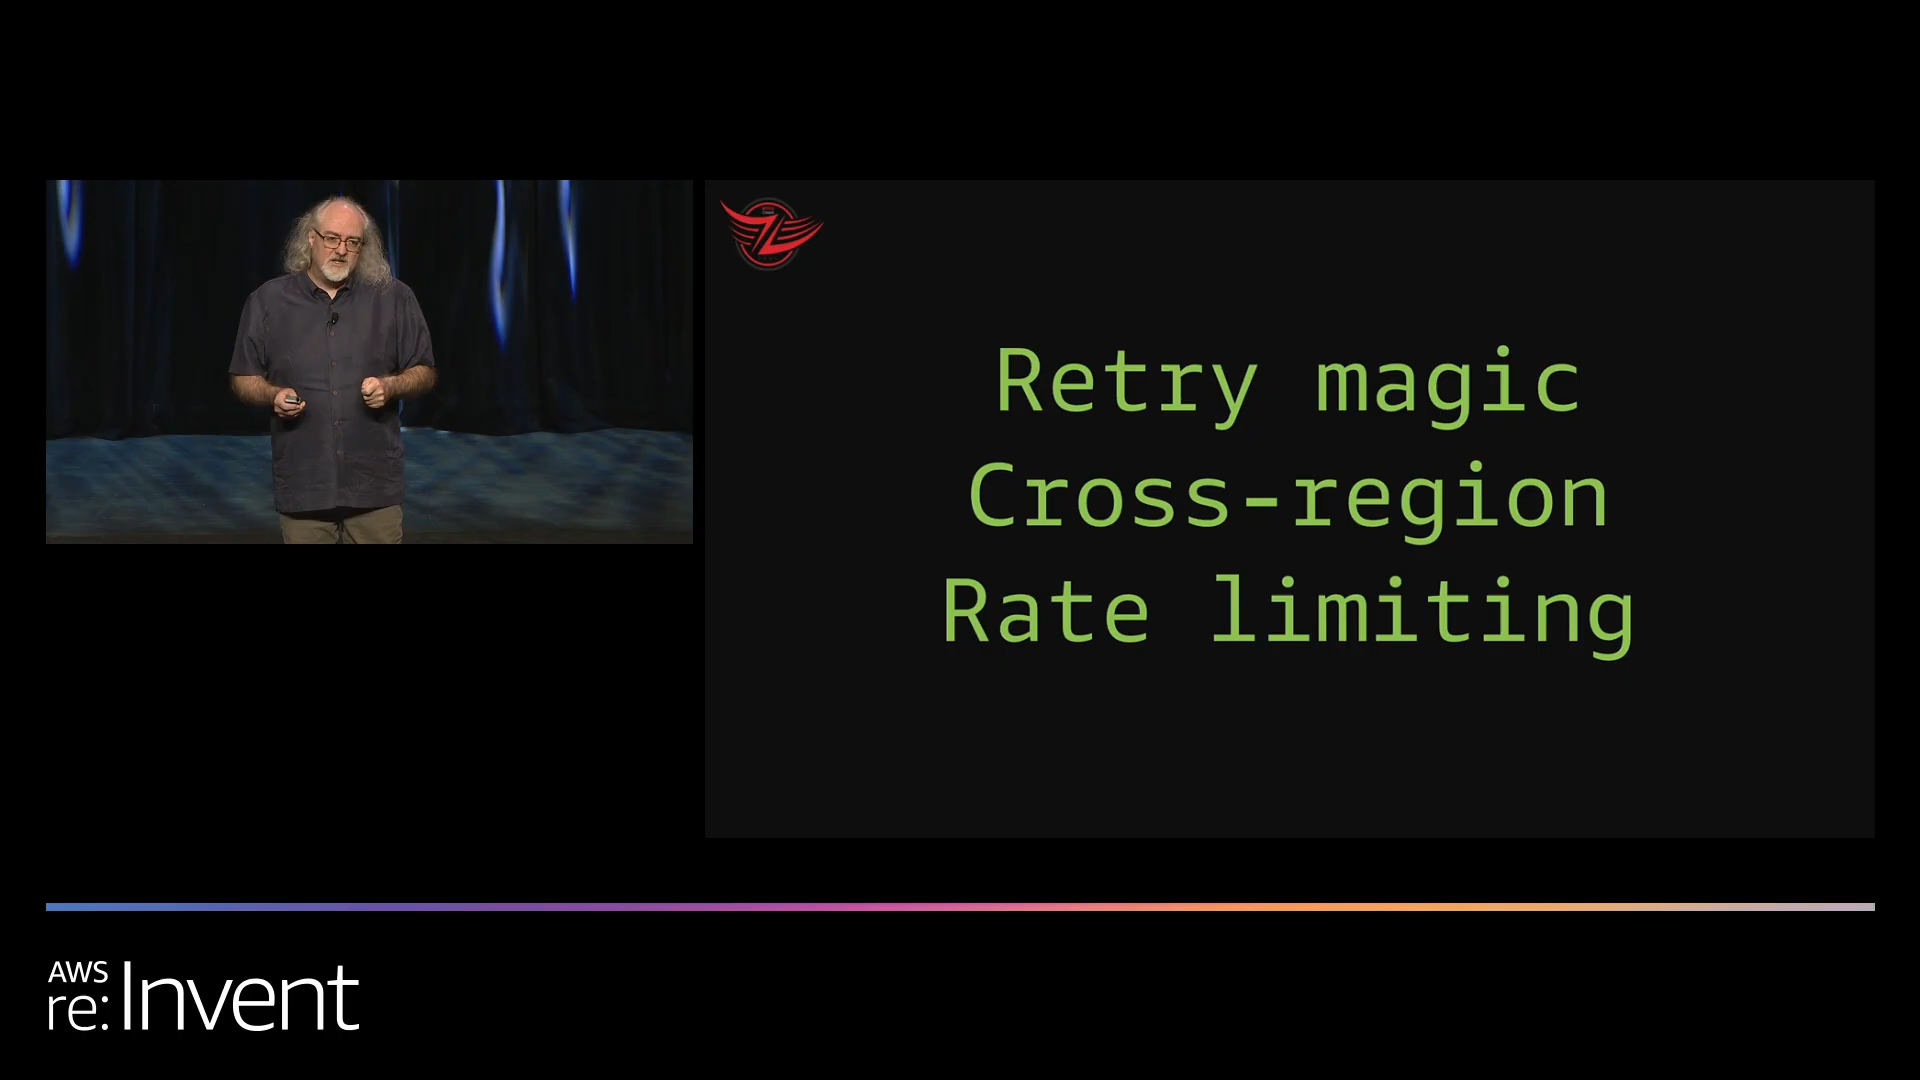 Retry magic
Cross-region
Rate limiting
AWS
re:Invent